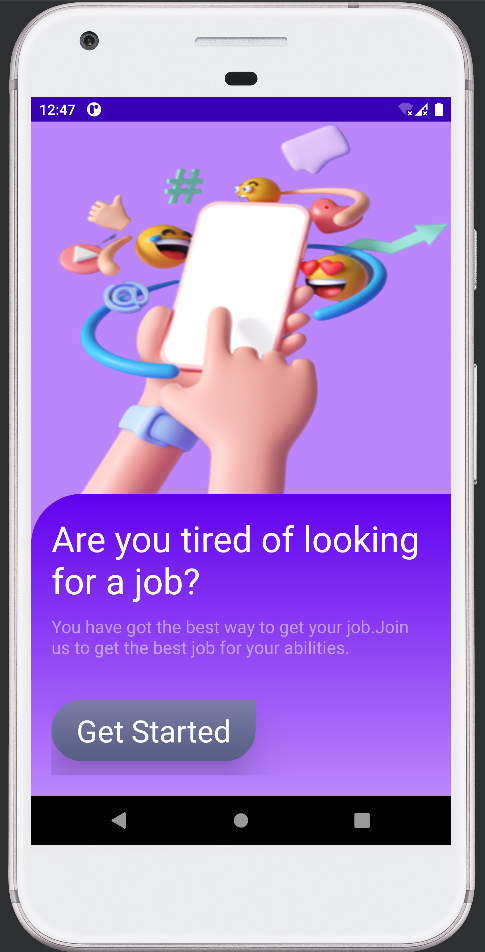 12:47
#
@
Are you tired of looking
for a job?
You have got the best way to get your job.Join
us to get the best job for your abilities.
Get Started